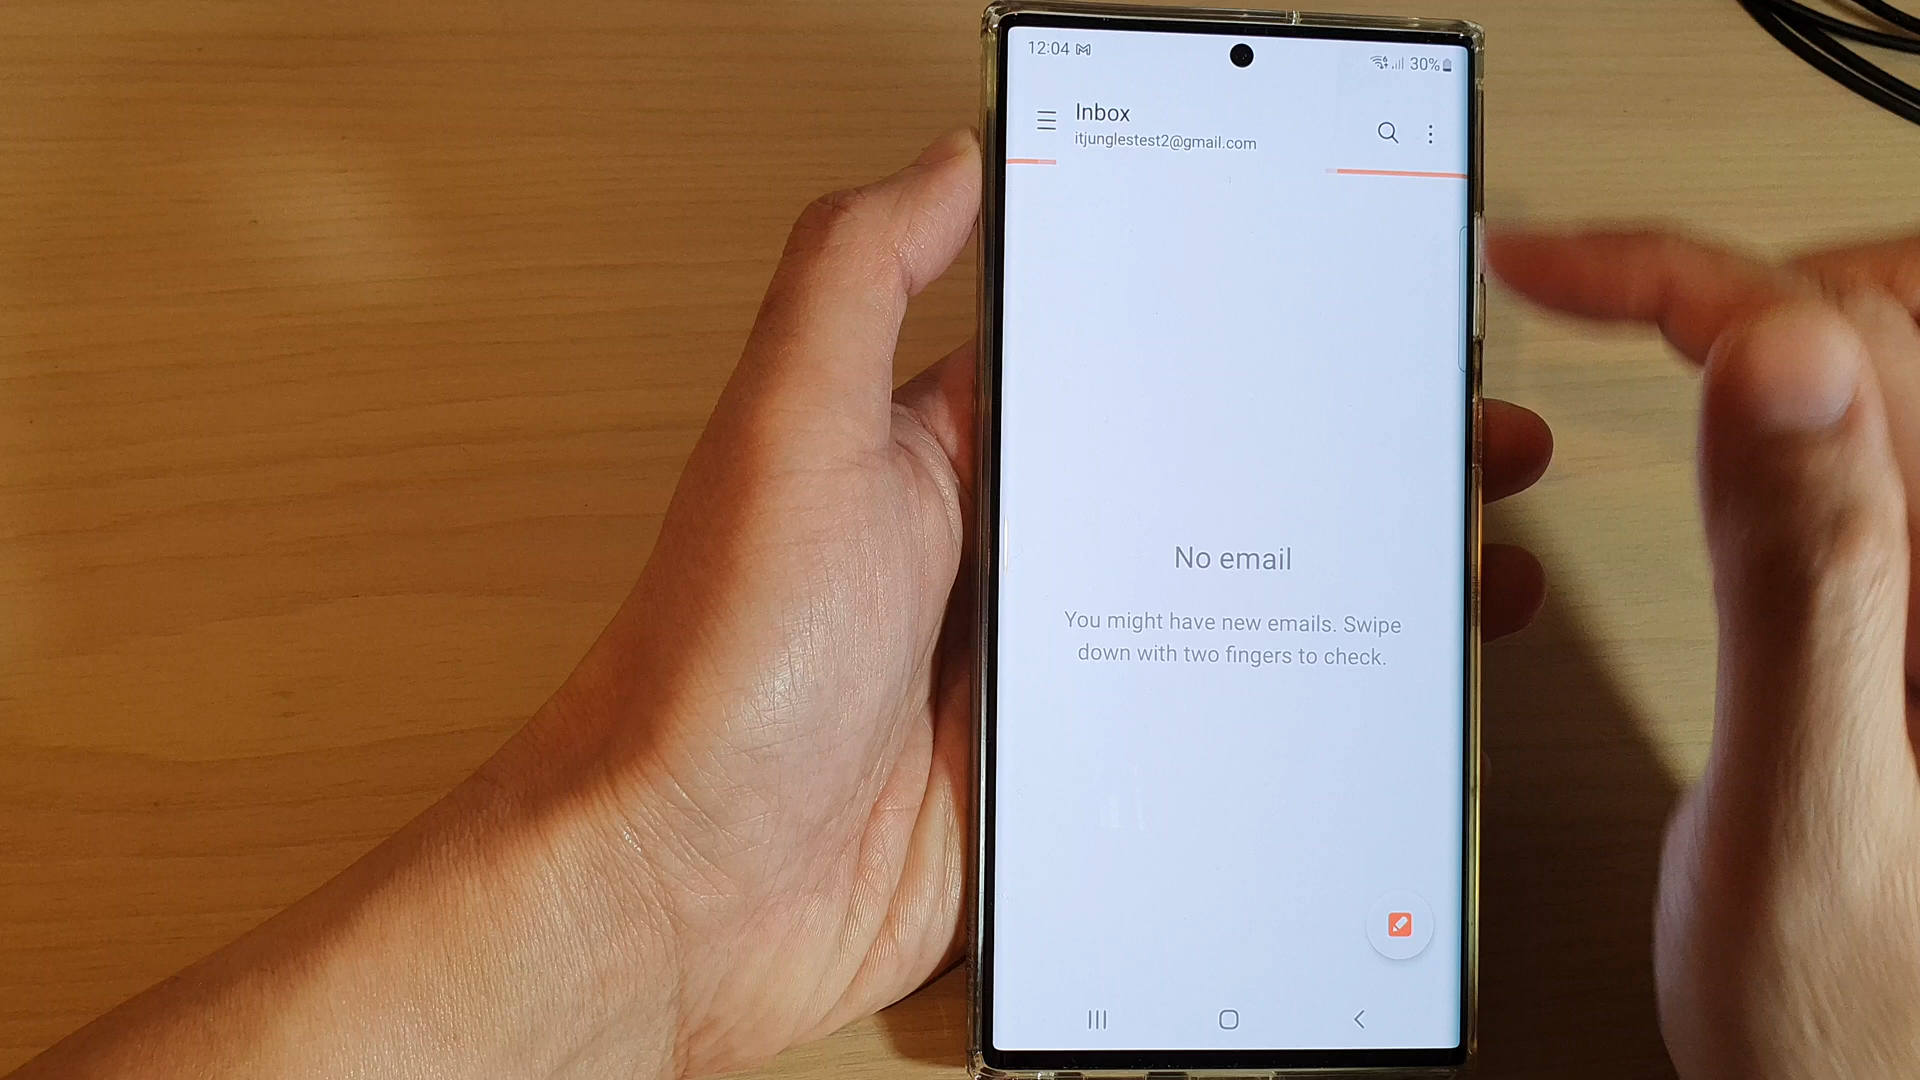 12:04
30%
Inbox
itjunglestest2@gmail.com
No email
You might have new emails. Swipe
down with two fingers to check.